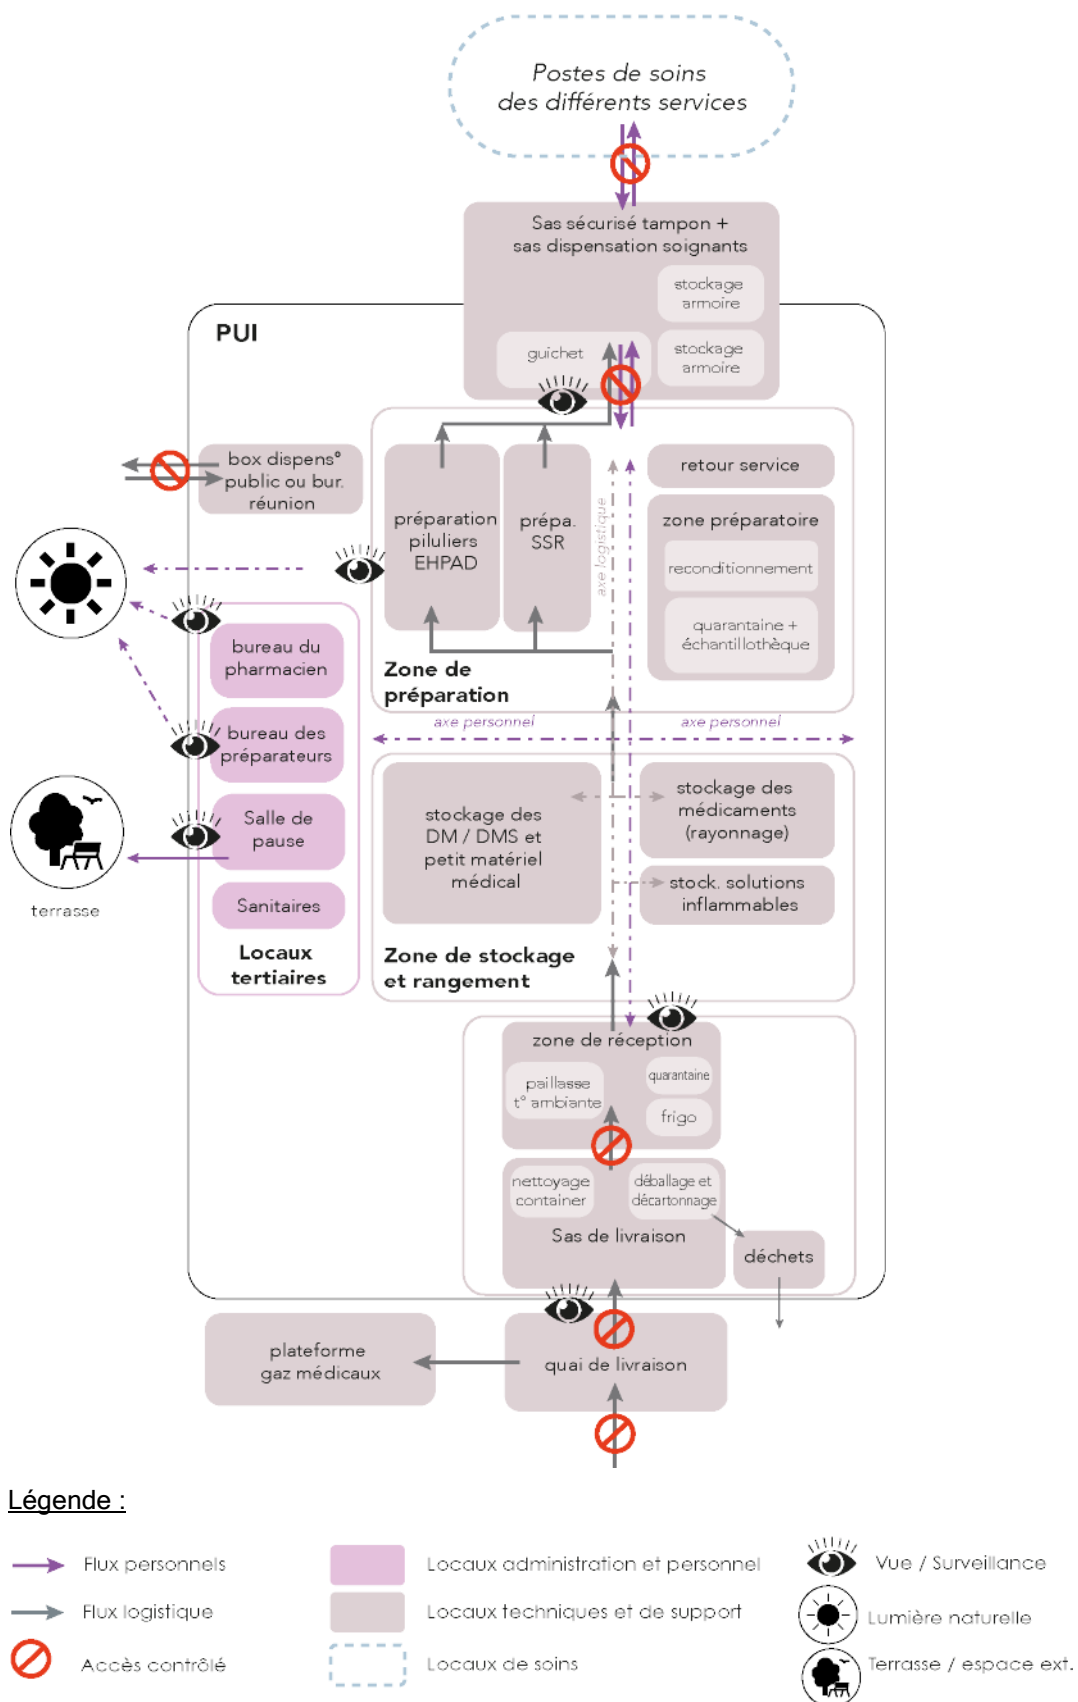 Postes de soins
des différents services
Sas sécurisé tampon +
sas dispensation soignants
stockage
armoire
PUI
guichet
stockage
armoire
box dispens°
public ou bur.
réunion
retour service
préparation
piluliers
EHPAD
prépa.
SSR
axe logistique
zone préparatoire
reconditionnement
quarantaine +
échantillothèque
bureau du
pharmacien
Zone de
préparation
axe personnel
axe personnel
bureau des
préparateurs
stockage des
DM / DMS et
petit matériel
médical
stockage des
médicaments
(rayonnage)
Salle de
pause
terrasse
stock. solutions
inflammables
Sanitaires
Locaux
tertiaires
Zone de stockage
et rangement
zone de réception
paillasse
t° ambiante
quarantaine
frigo
nettoyage
container
déballage et
décartonnage
Sas de livraison
déchets
plateforme
gaz médicaux
quai de livraison
Légende :
Flux personnels
Locaux administration et personnel
Vue / Surveillance
Flux logistique
Locaux techniques et de support
Lumière naturelle
Accès contrôlé
Locaux de soins
Terrasse / espace ext.